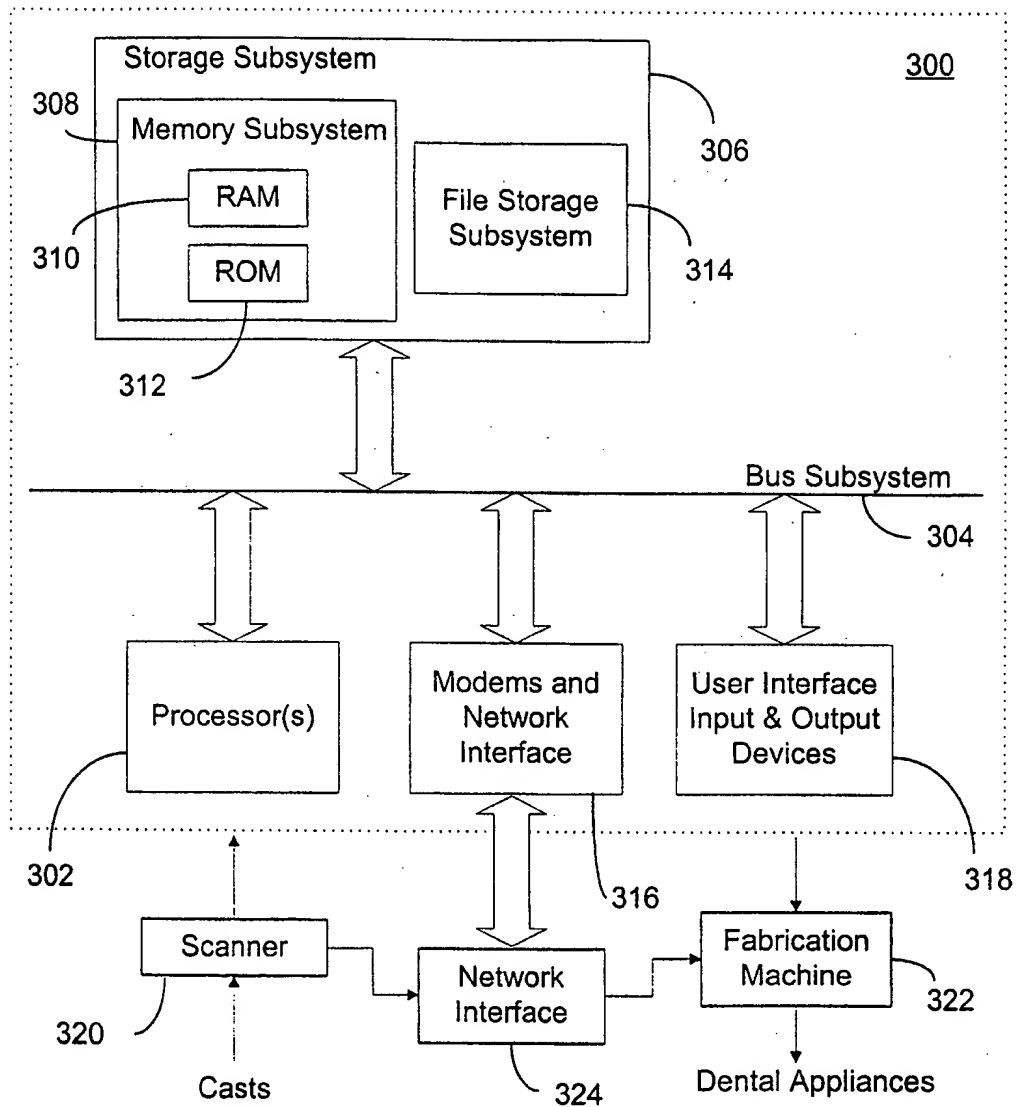 Storage Subsystem
300
308
Memory Subsystem
306
RAM
File Storage
Subsystem
310
ROM
314
312
Bus Subsystem
304
Processor(s)
Modems and
Network
Interface
User Interface
Input & Output
Devices
302
316
318
Scanner
Network
Interface
Fabrication
Machine
320
322
Casts
324
Dental Appliances